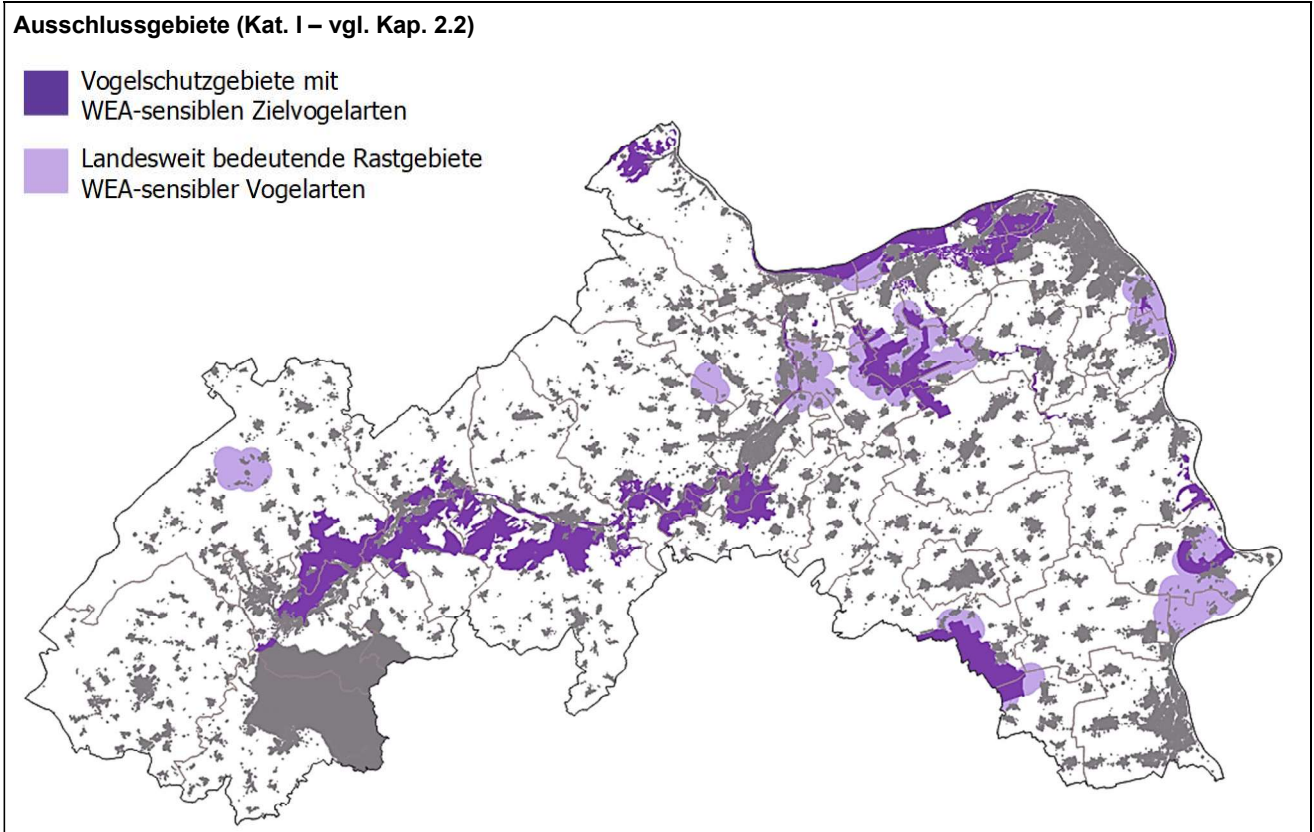 Ausschlussgebiete (Kat. I – vgl. Kap. 2.2)
Vogelschutzgebiete mit
WEA-sensiblen Zielvogelarten
Landesweit bedeutende Rastgebiete
WEA-sensibler Vogelarten